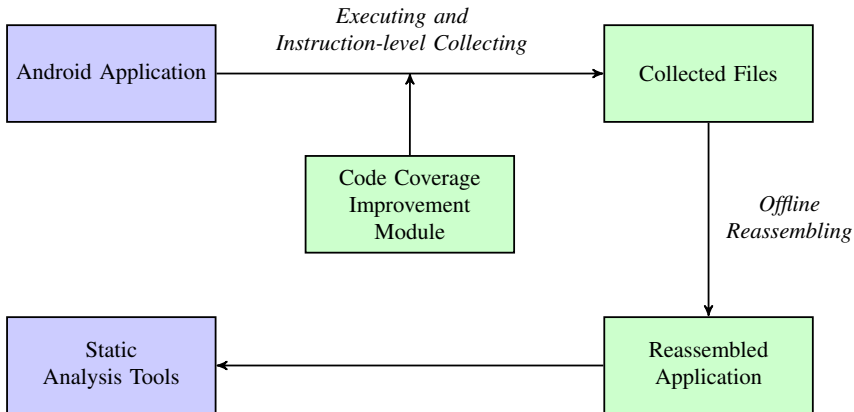 Executing and
Instruction-level Collecting
Android Application
Collected Files
Code Coverage
Improvement
Module
Offline
Reassembling
Static
Analysis Tools
Reassembled
Application